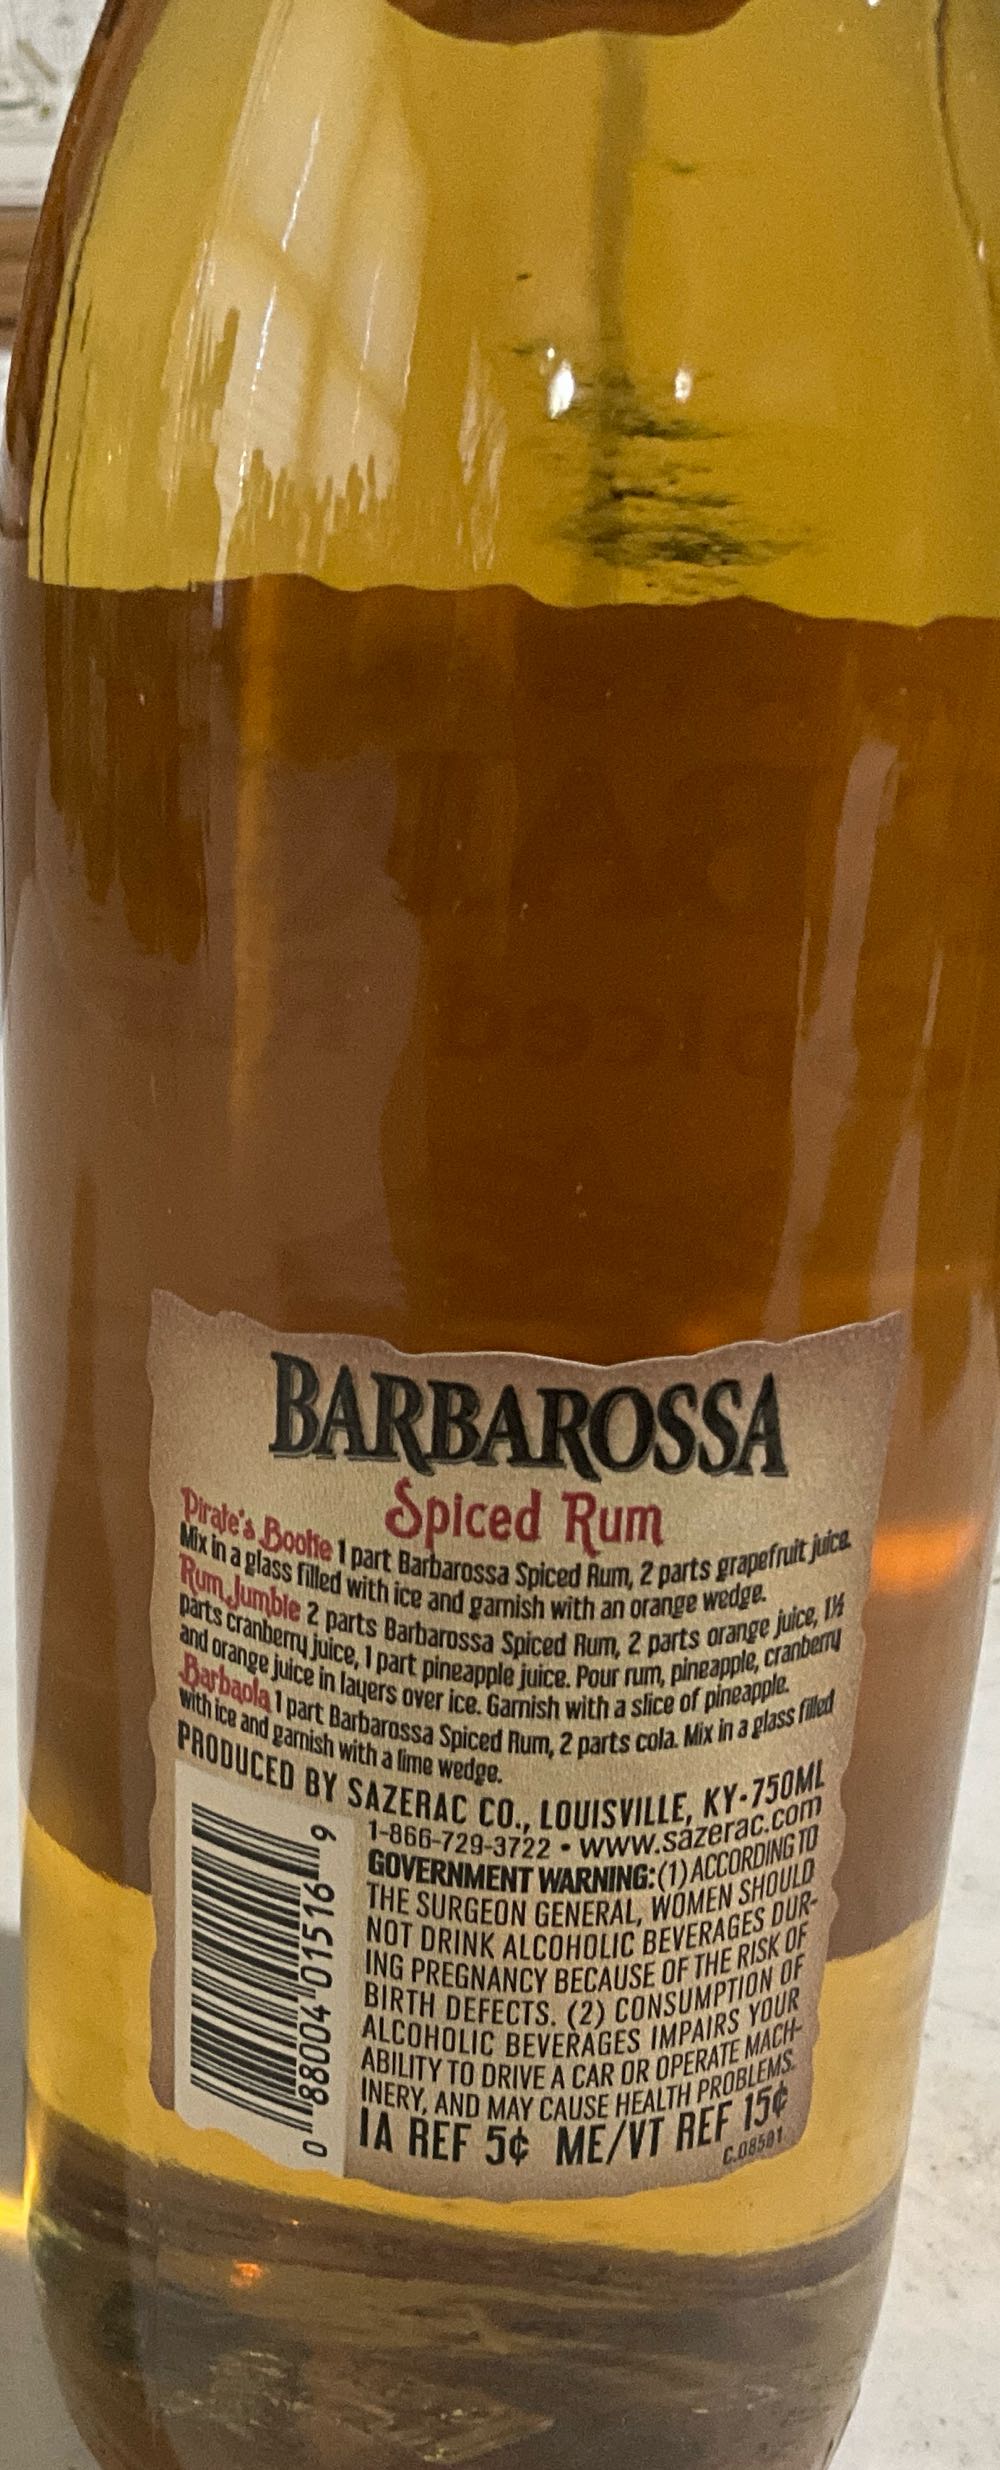 BARBAROSSA
Spiced Rum
Pirate's Bootie 1 part Barbarossa Spiced Rum, 2 parts grapefruit juice.
Mix in a glass filled with ice and garnish with an orange wedge.
Rum Jumble 2 parts Barbarossa Spiced Rum, 2 parts orange juice, 1½
parts cranberry juice, 1 part pineapple juice. Pour rum, pineapple, cranberry
and orange juice in layers over ice. Garnish with a slice of pineapple.
Barbaola 1 part Barbarossa Spiced Rum, 2 parts cola. Mix in a glass filled
with ice and garnish with a lime wedge.
PRODUCED BY SAZERAC CO., LOUISVILLE, KY • 750ML
1-866-729-3722 • www.sazerac.com
GOVERNMENT WARNING: (1) ACCORDING TO
THE SURGEON GENERAL, WOMEN SHOULD
NOT DRINK ALCOHOLIC BEVERAGES DUR-
ING PREGNANCY BECAUSE OF THE RISK OF
BIRTH DEFECTS. (2) CONSUMPTION OF
ALCOHOLIC BEVERAGES IMPAIRS YOUR
ABILITY TO DRIVE A CAR OR OPERATE MACH-
INERY, AND MAY CAUSE HEALTH PROBLEMS.
IA REF 5¢ ME/VT REF 15¢
C.08501
0 88004 01516 9